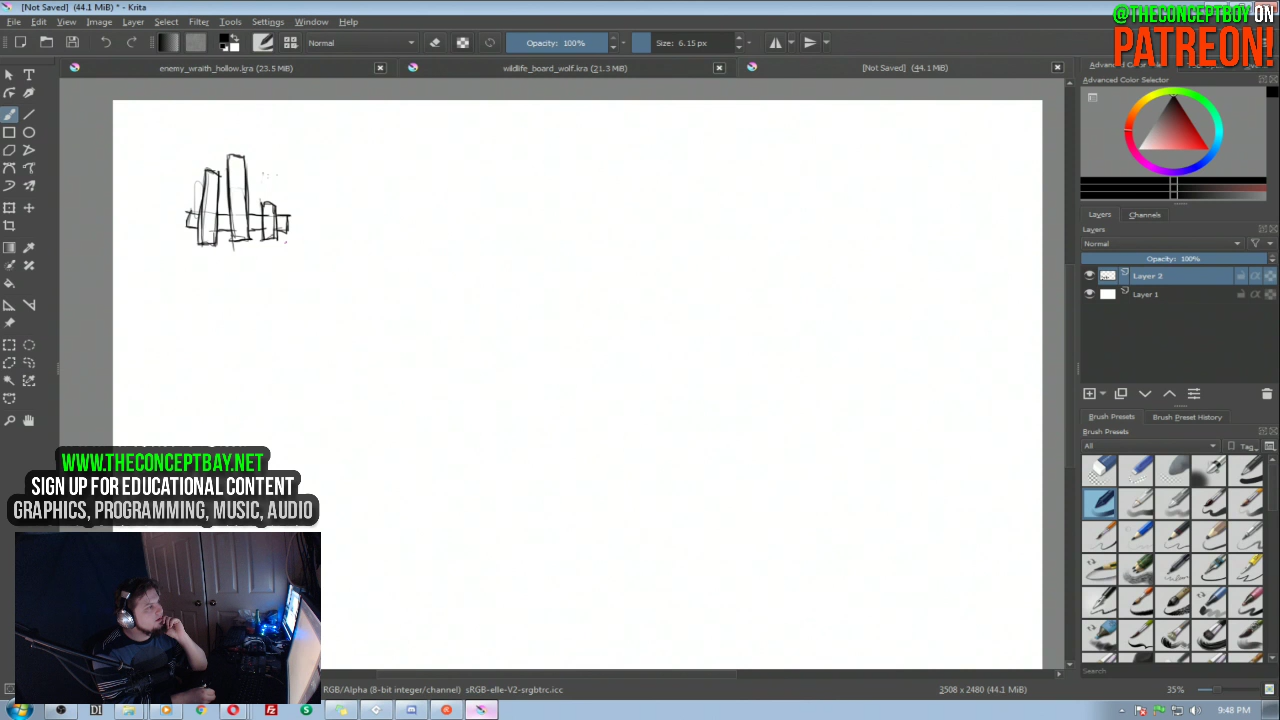 [Not Saved] (44.1 MiB) * - Krita
@THECONCEPTBOY ON
PATREON!
File Edit View Image Layer Select Filter Tools Settings Window Help
Normal
Opacity: 100%
Size: 6.15 px
enemy_wraith_hollow.kra (23.5 MiB)
wildlife_board_wolf.kra (21.3 MiB)
[Not Saved] (44.1 MiB)
Advanced Color Selector
Layers Channels
Layers
Normal
Opacity: 100%
Layer 2
Layer 1
Brush Presets Brush Preset History
Brush Presets
All
Tag
Search
WWW.THECONCEPTBAY.NET
SIGN UP FOR EDUCATIONAL CONTENT
GRAPHICS, PROGRAMMING, MUSIC, AUDIO
RGB/Alpha (8-bit integer/channel) sRGB-elle-V2-srgbtrc.icc
3508 x 2480 (44.1 MiB)
35%
9:48 PM